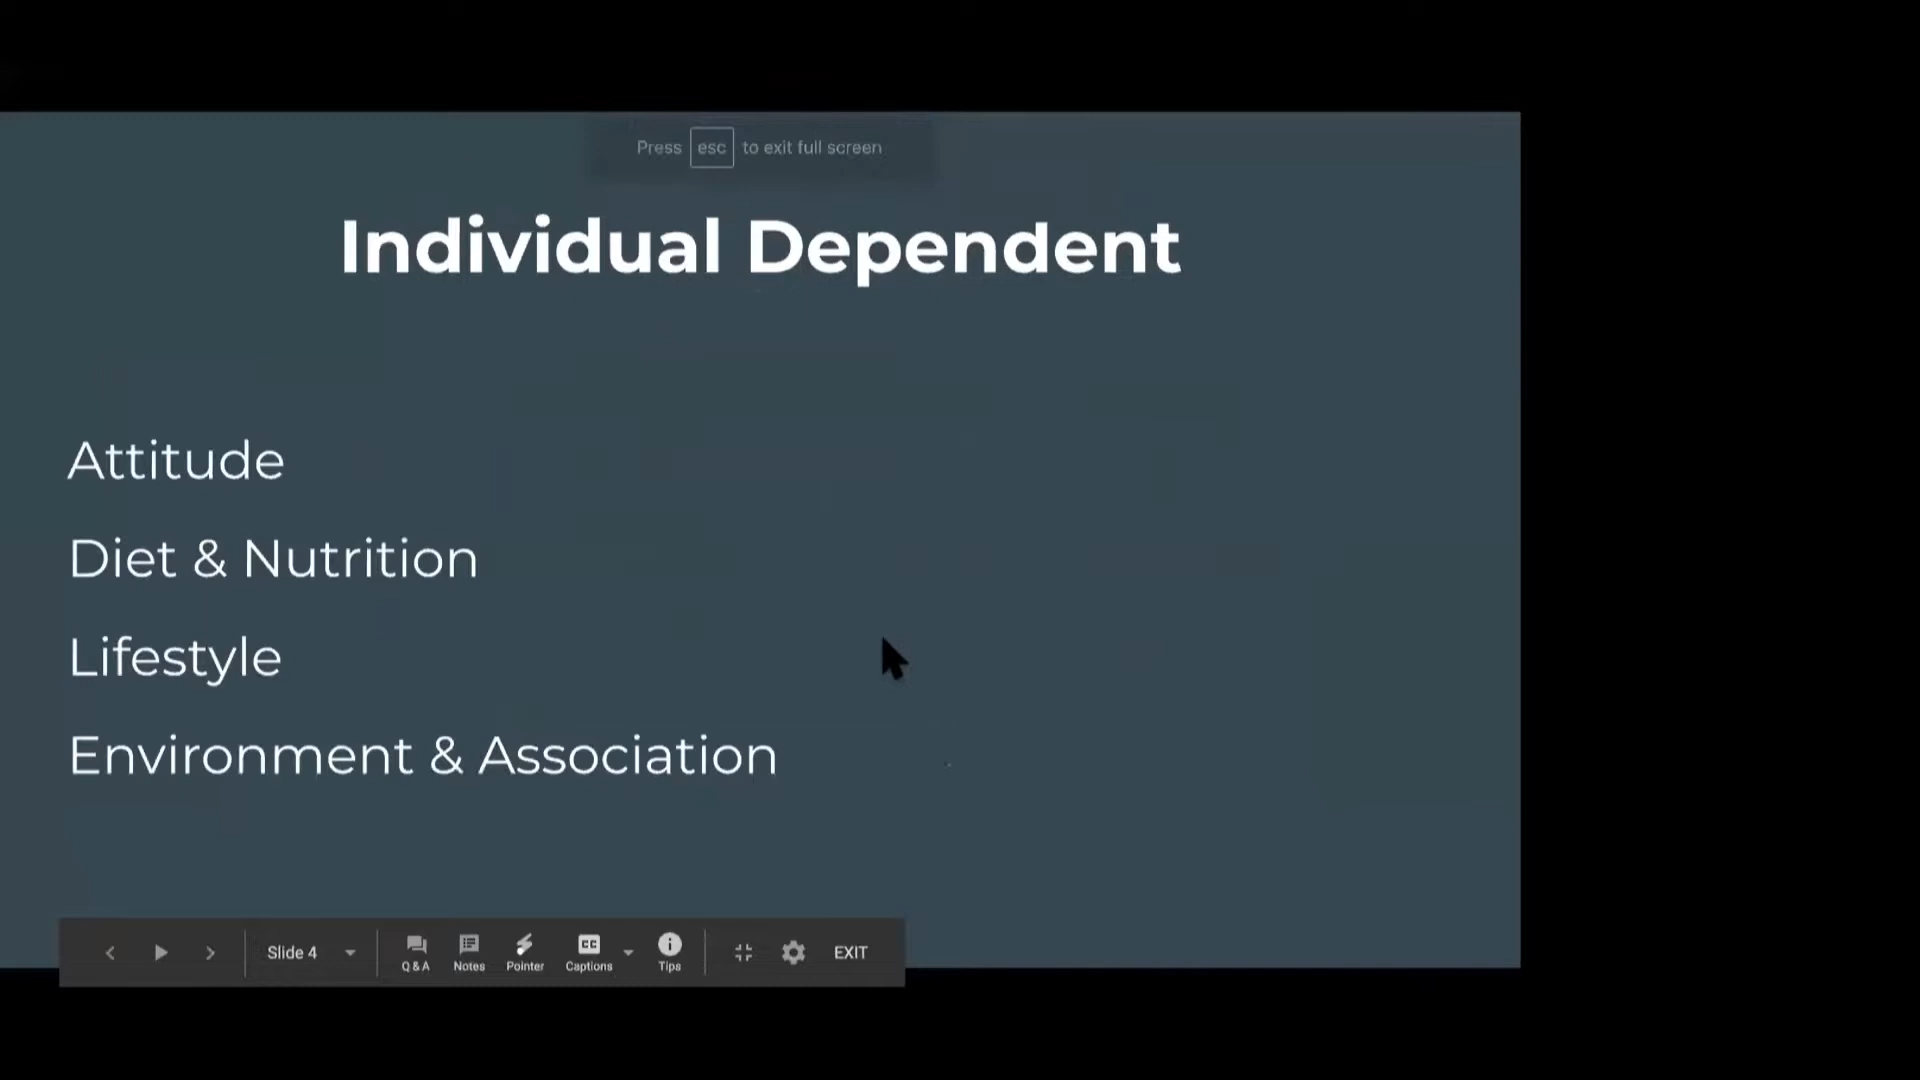 Press esc to exit full screen
Individual Dependent
Attitude
Diet & Nutrition
Lifestyle
Environment & Association
Slide 4
Q & A
Notes
Pointer
CC
Captions
Tips
EXIT